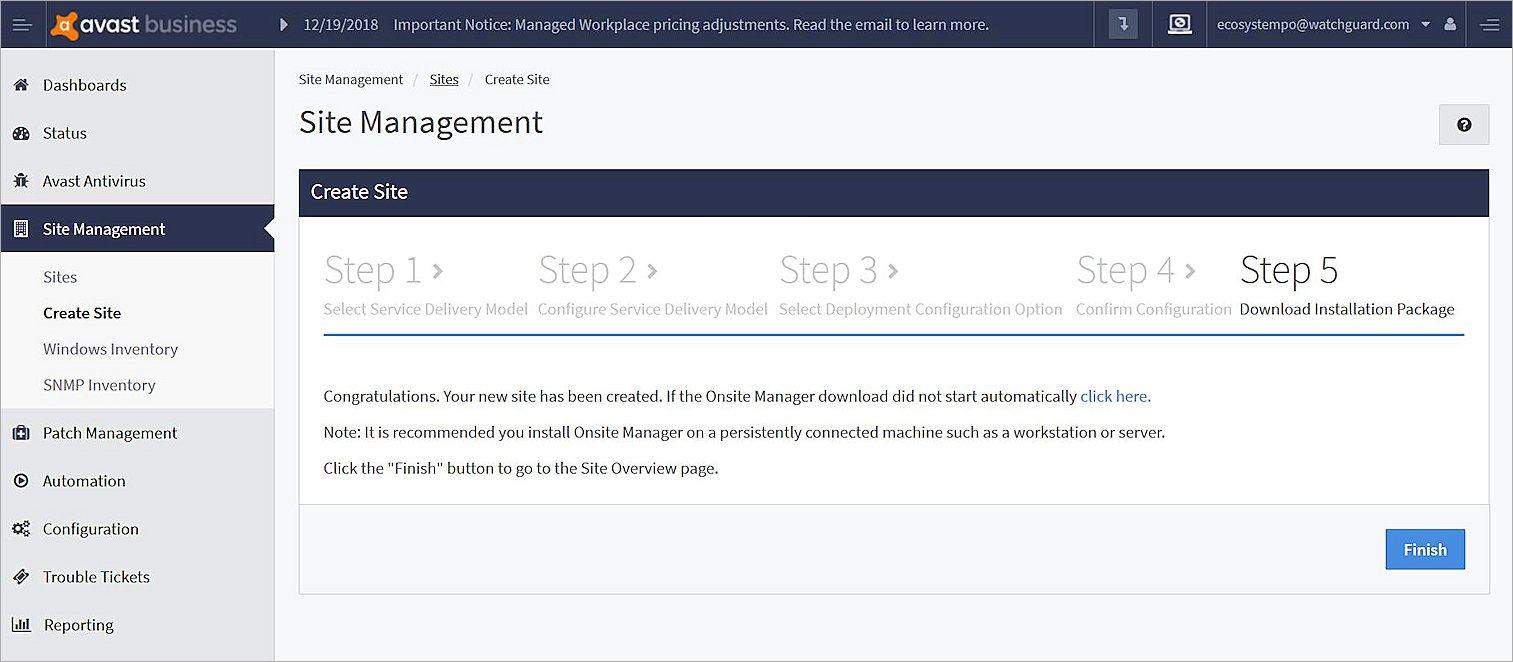 avast business
12/19/2018 Important Notice: Managed Workplace pricing adjustments. Read the email to learn more.
ecosystempo@watchguard.com
Dashboards
Status
Avast Antivirus
Site Management
Sites
Create Site
Windows Inventory
SNMP Inventory
Patch Management
Automation
Configuration
Trouble Tickets
Reporting
Site Management / Sites / Create Site
Site Management
Create Site
Step 1
Select Service Delivery Model
Step 2
Configure Service Delivery Model
Step 3
Select Deployment Configuration Option
Step 4
Confirm Configuration
Step 5
Download Installation Package
Congratulations. Your new site has been created. If the Onsite Manager download did not start automatically click here.
Note: It is recommended you install Onsite Manager on a persistently connected machine such as a workstation or server.
Click the "Finish" button to go to the Site Overview page.
Finish